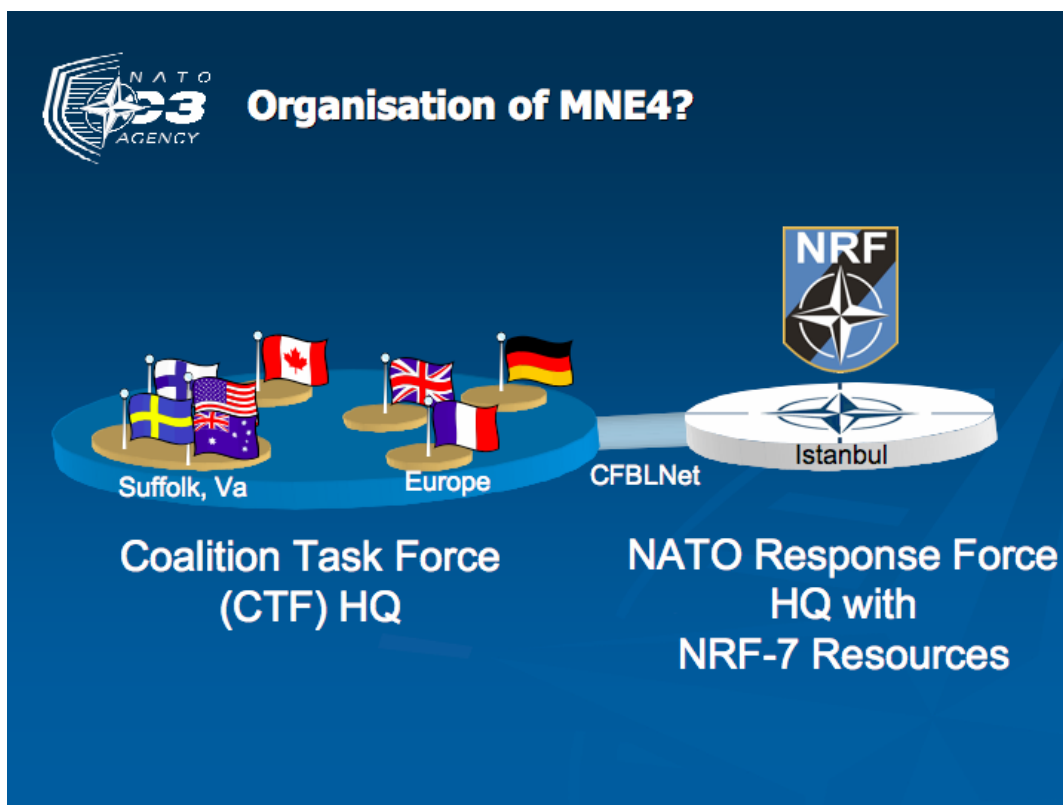 NATO
C3
AGENCY
Organisation of MNE4?
NRF
Suffolk, Va
Europe
CFBLNet
Istanbul
Coalition Task Force
(CTF) HQ
NATO Response Force
HQ with
NRF-7 Resources